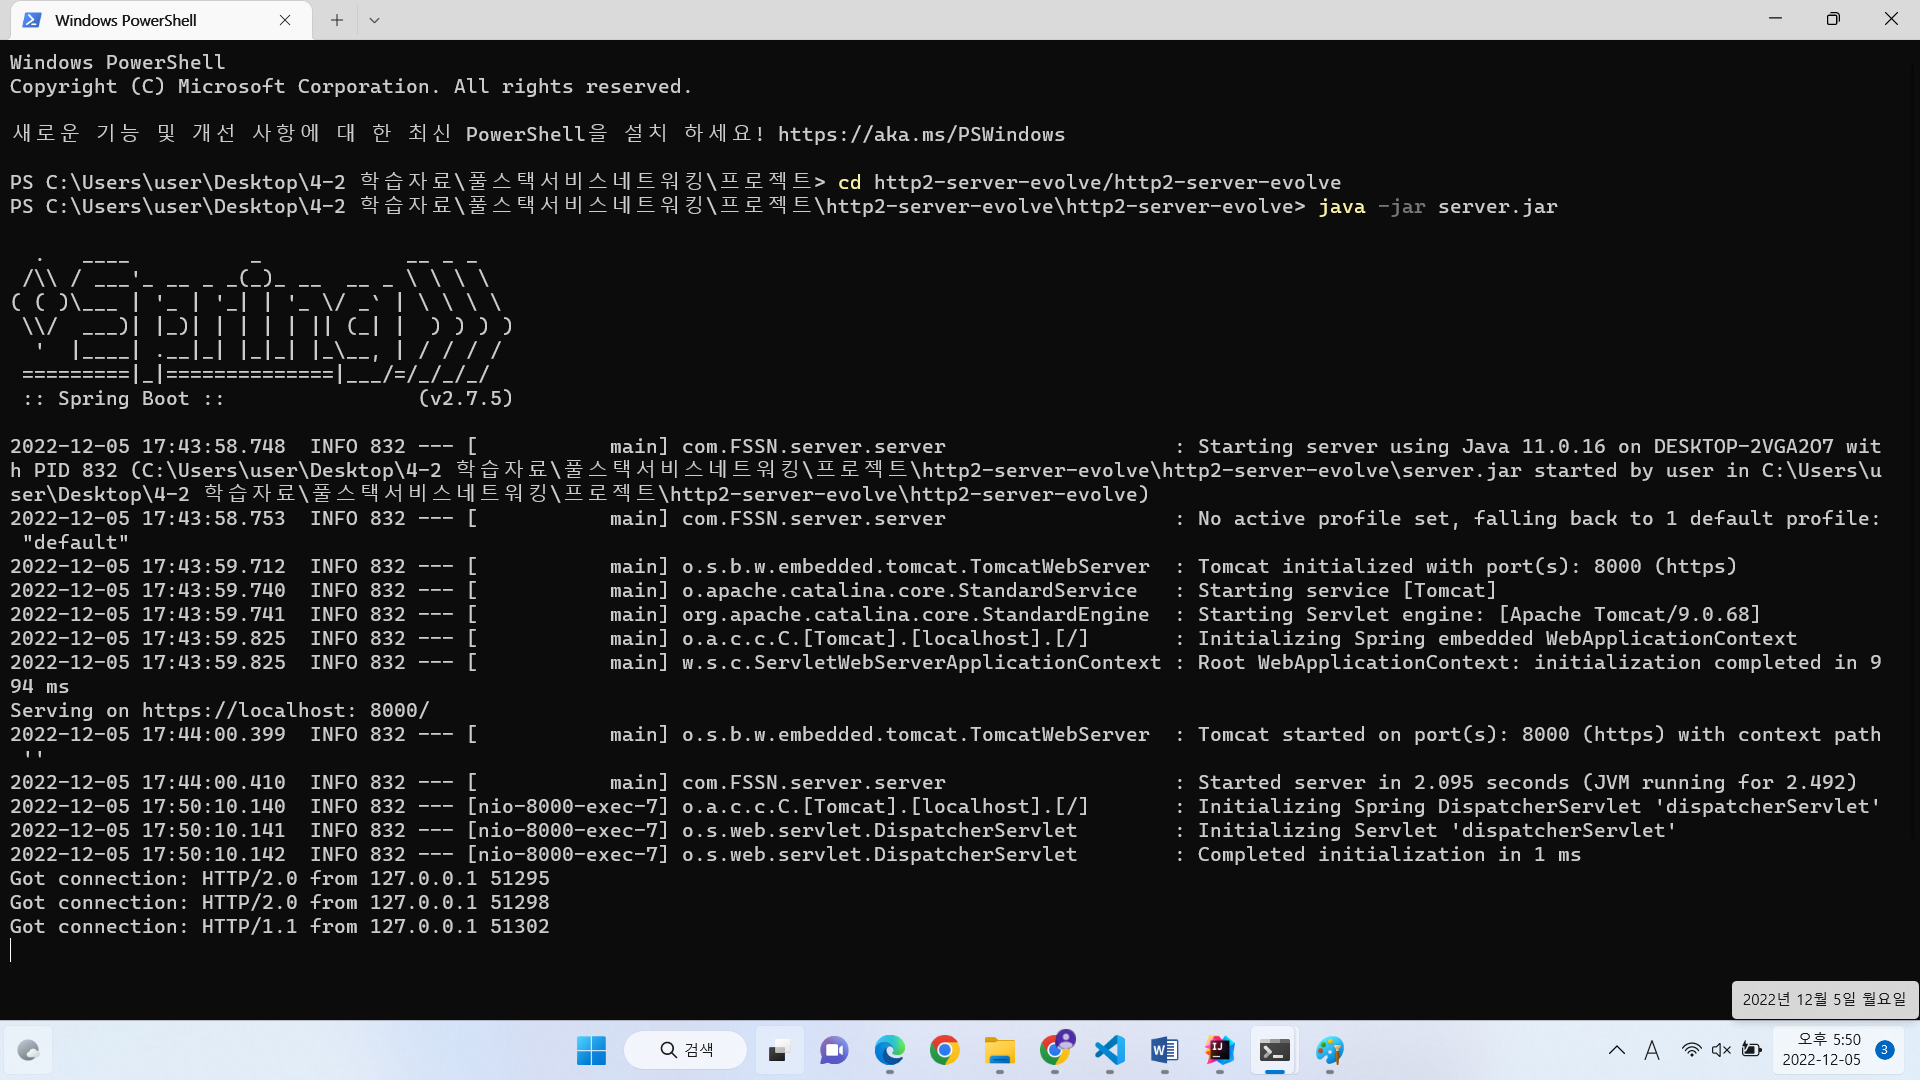 Windows PowerShell
Windows PowerShell
Copyright (C) Microsoft Corporation. All rights reserved.
새로운 기능 및 개선 사항에 대 한 최신 PowerShell을 설치 하세요! https://aka.ms/PSWindows
PS C:\Users\user\Desktop\4-2 학습자료\풀스택서비스네트워킹\프로젝트> cd http2-server-evolve/http2-server-evolve
PS C:\Users\user\Desktop\4-2 학습자료\풀스택서비스네트워킹\프로젝트\http2-server-evolve\http2-server-evolve> java -jar server.jar
  .   ____          _            __ _ _
 /\\ / ___'_ __ _ _(_)_ __  __ _ \ \ \ \
( ( )\___ | '_ | '_| | '_ \/ _` | \ \ \ \
 \\/  ___)| |_)| | | | | || (_| |  ) ) ) )
  '  |____| .__|_| |_|_| |_\__, | / / / /
 =========|_|==============|___/=/_/_/_/
 :: Spring Boot ::                (v2.7.5)
2022-12-05 17:43:58.748  INFO 832 --- [           main] com.FSSN.server.server                   : Starting server using Java 11.0.16 on DESKTOP-2VGA2O7 wit
h PID 832 (C:\Users\user\Desktop\4-2 학습자료\풀스택서비스네트워킹\프로젝트\http2-server-evolve\http2-server-evolve\server.jar started by user in C:\Users\u
ser\Desktop\4-2 학습자료\풀스택서비스네트워킹\프로젝트\http2-server-evolve\http2-server-evolve)
2022-12-05 17:43:58.753  INFO 832 --- [           main] com.FSSN.server.server                   : No active profile set, falling back to 1 default profile:
 "default"
2022-12-05 17:43:59.712  INFO 832 --- [           main] o.s.b.w.embedded.tomcat.TomcatWebServer  : Tomcat initialized with port(s): 8000 (https)
2022-12-05 17:43:59.740  INFO 832 --- [           main] o.apache.catalina.core.StandardService   : Starting service [Tomcat]
2022-12-05 17:43:59.741  INFO 832 --- [           main] org.apache.catalina.core.StandardEngine  : Starting Servlet engine: [Apache Tomcat/9.0.68]
2022-12-05 17:43:59.825  INFO 832 --- [           main] o.a.c.c.C.[Tomcat].[localhost].[/]       : Initializing Spring embedded WebApplicationContext
2022-12-05 17:43:59.825  INFO 832 --- [           main] w.s.c.ServletWebServerApplicationContext : Root WebApplicationContext: initialization completed in 9
94 ms
Serving on https://localhost: 8000/
2022-12-05 17:44:00.399  INFO 832 --- [           main] o.s.b.w.embedded.tomcat.TomcatWebServer  : Tomcat started on port(s): 8000 (https) with context path
 ''
2022-12-05 17:44:00.410  INFO 832 --- [           main] com.FSSN.server.server                   : Started server in 2.095 seconds (JVM running for 2.492)
2022-12-05 17:50:10.140  INFO 832 --- [nio-8000-exec-7] o.a.c.c.C.[Tomcat].[localhost].[/]       : Initializing Spring DispatcherServlet 'dispatcherServlet'
2022-12-05 17:50:10.141  INFO 832 --- [nio-8000-exec-7] o.s.web.servlet.DispatcherServlet        : Initializing Servlet 'dispatcherServlet'
2022-12-05 17:50:10.142  INFO 832 --- [nio-8000-exec-7] o.s.web.servlet.DispatcherServlet        : Completed initialization in 1 ms
Got connection: HTTP/2.0 from 127.0.0.1 51295
Got connection: HTTP/2.0 from 127.0.0.1 51298
Got connection: HTTP/1.1 from 127.0.0.1 51302
2022년 12월 5일 월요일
검색
A
오후 5:50
2022-12-05
3